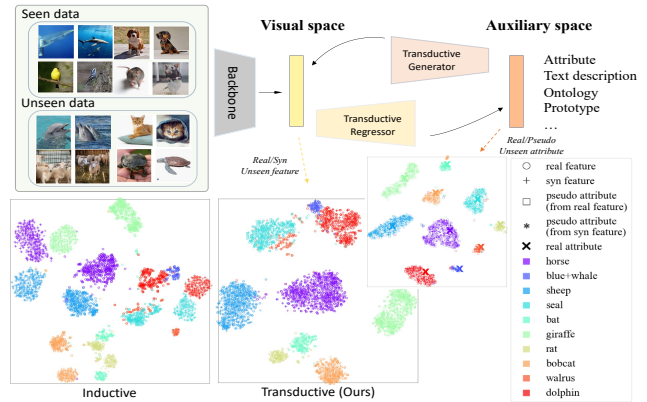 Seen data
Unseen data
Visual space
Auxiliary space
Backbone
Transductive
Generator
Transductive
Regressor
Attribute
Text description
Ontology
Prototype
...
Real/Syn
Unseen feature
Real/Pseudo
Unseen attribute
real feature
syn feature
pseudo attribute
(from real feature)
pseudo attribute
(from syn feature)
real attribute
horse
blue+whale
sheep
seal
bat
giraffe
rat
bobcat
walrus
dolphin
Inductive
Transductive (Ours)